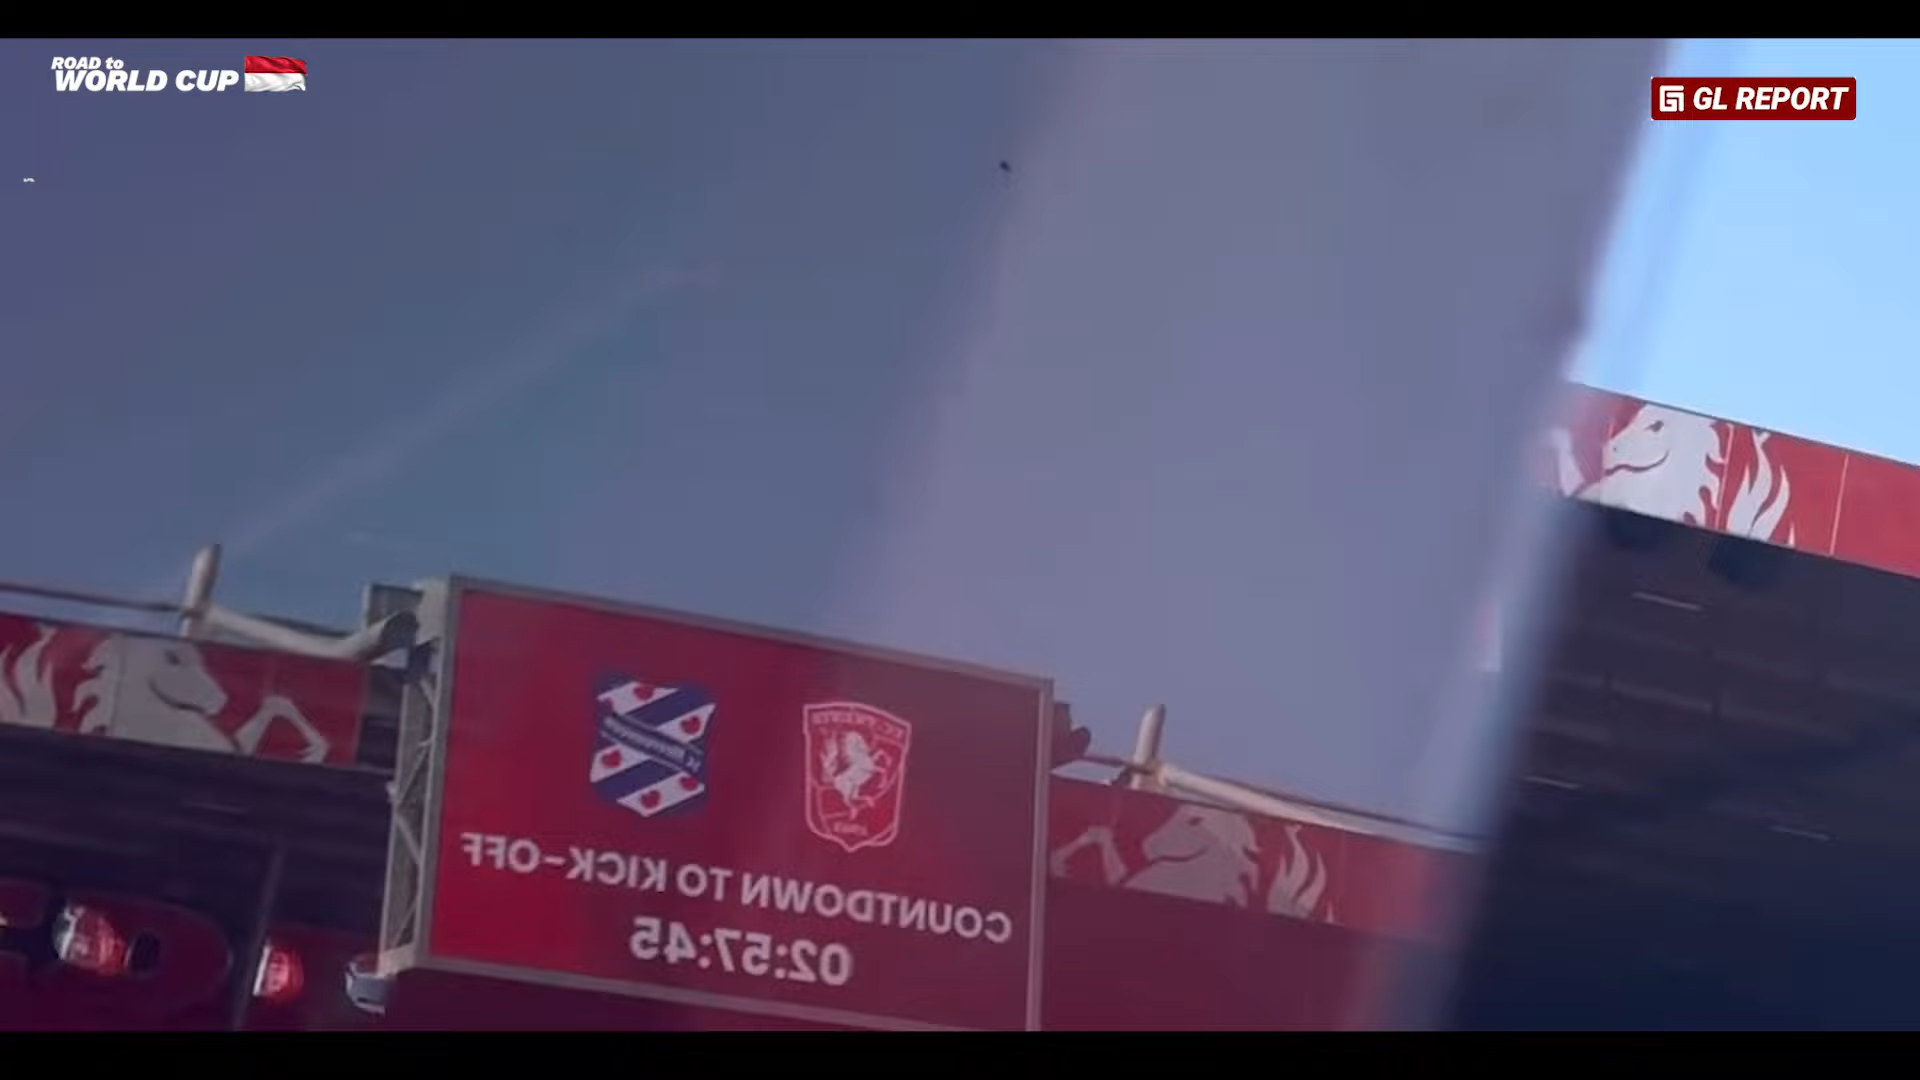 ROAD to
WORLD CUP
GL REPORT
COUNTDOWN TO KICK-OFF
02:57:45